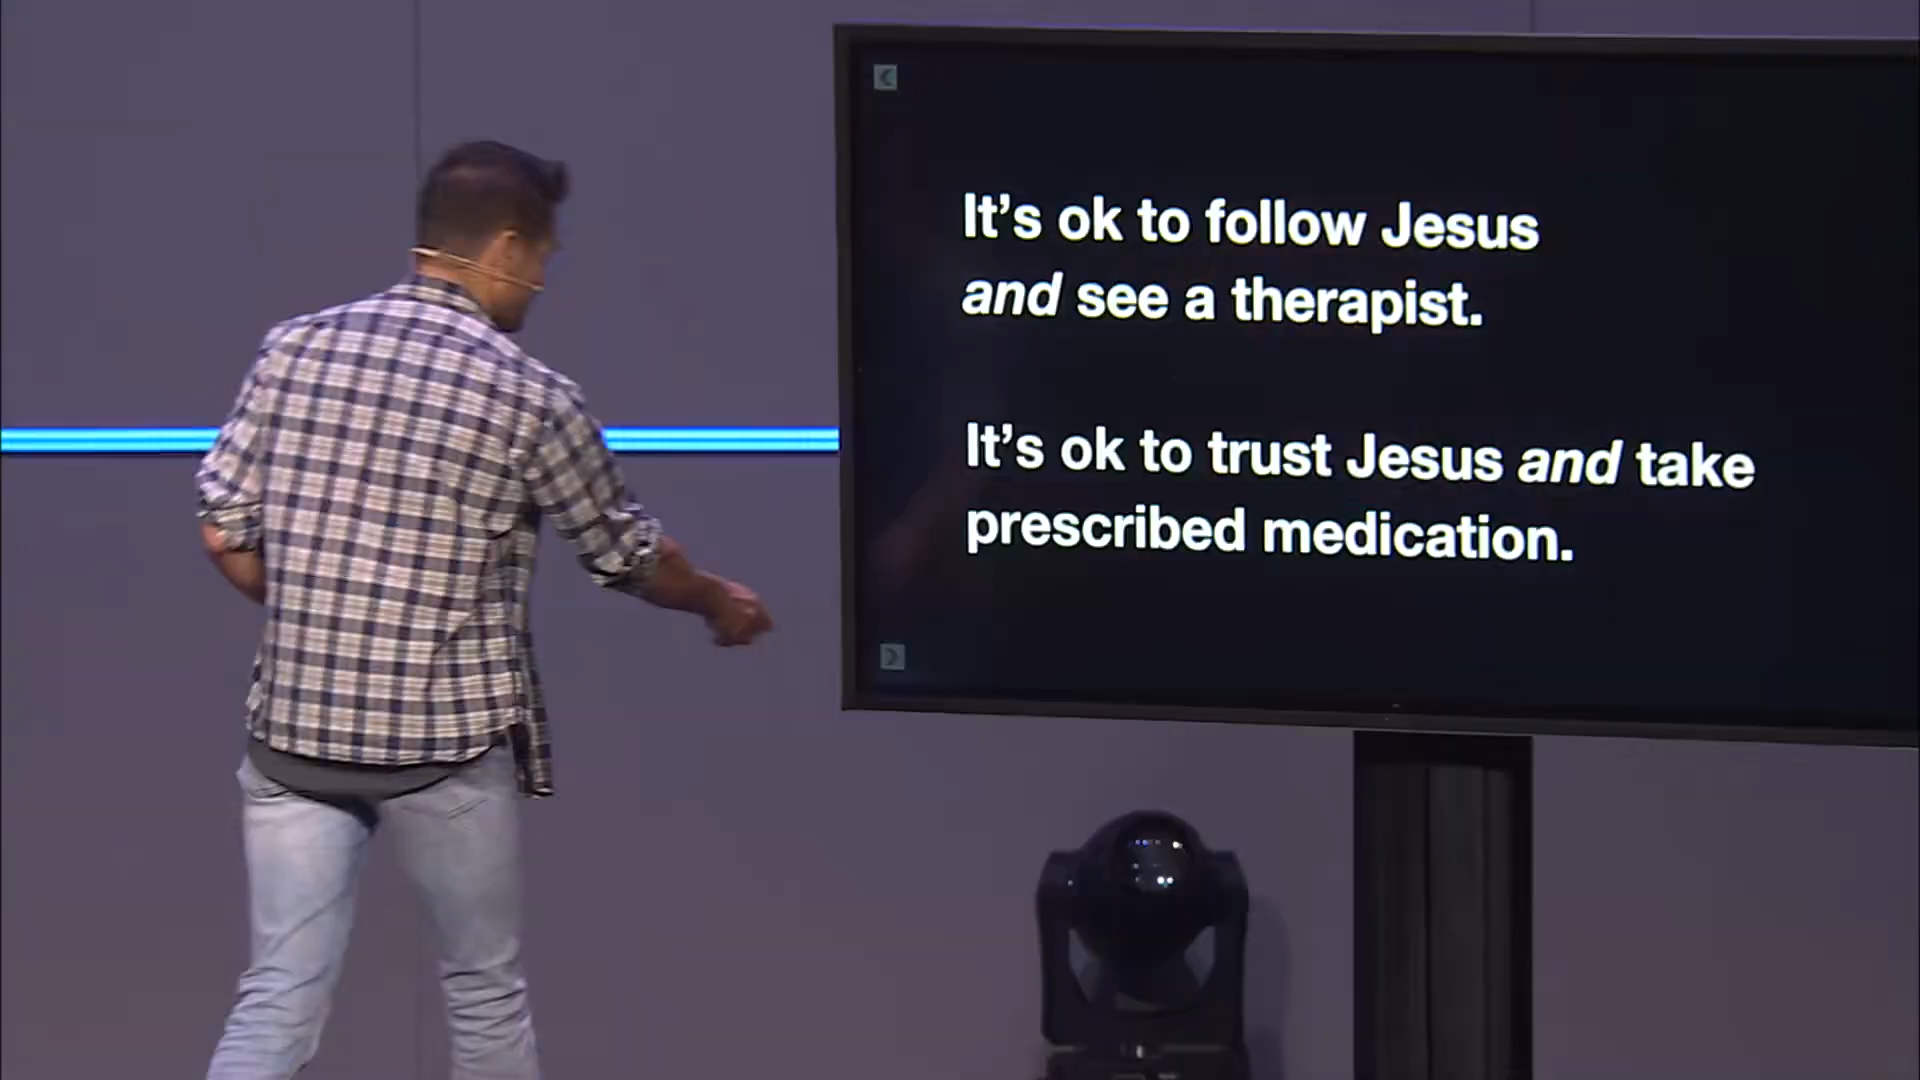 It’s ok to follow Jesus
and see a therapist.
It’s ok to trust Jesus and take
prescribed medication.